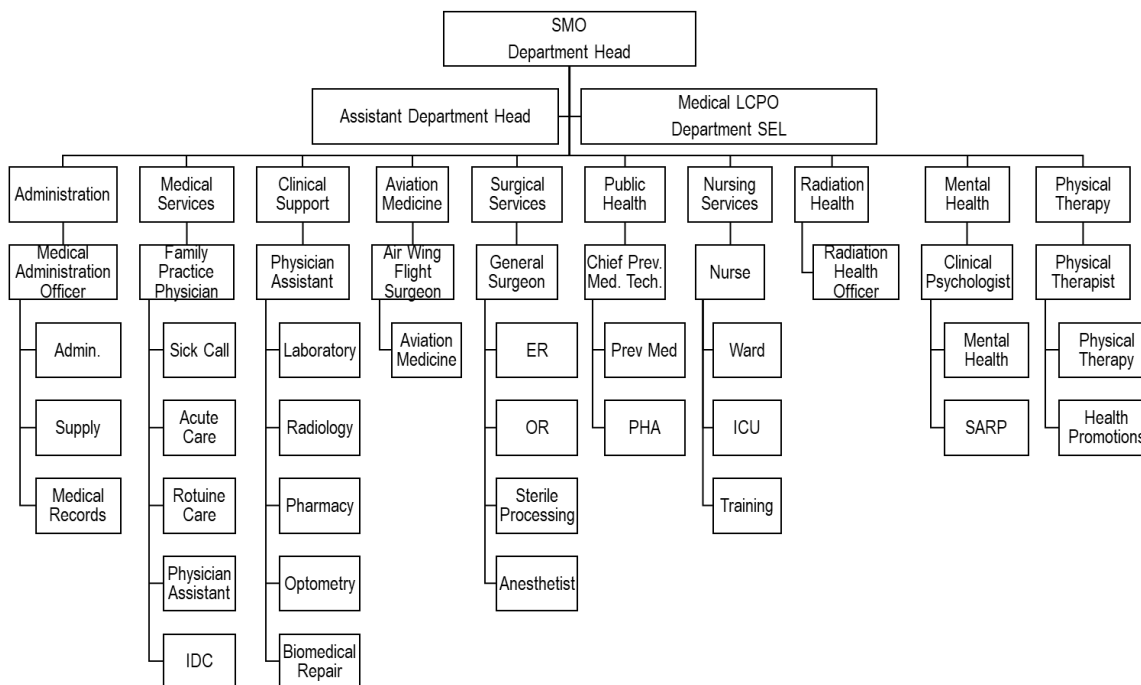 SMO
Department Head
Assistant Department Head
Medical LCPO
Department SEL
Administration
Medical
Services
Clinical
Support
Aviation
Medicine
Surgical
Services
Public
Health
Nursing
Services
Radiation
Health
Mental
Health
Physical
Therapy
Medical
Administration
Officer
Family
Practice
Physician
Physician
Assistant
Air Wing
Flight
Surgeon
General
Surgeon
Chief Prev.
Med. Tech.
Nurse
Radiation
Health
Officer
Clinical
Psychologist
Physical
Therapist
Admin.
Sick Call
Laboratory
Aviation
Medicine
ER
Prev Med
Ward
Mental
Health
Physical
Therapy
Supply
Acute
Care
Radiology
OR
PHA
ICU
SARP
Health
Promotions
Medical
Records
Rotuine
Care
Pharmacy
Sterile
Processing
Training
Physician
Assistant
Optometry
Anesthetist
IDC
Biomedical
Repair